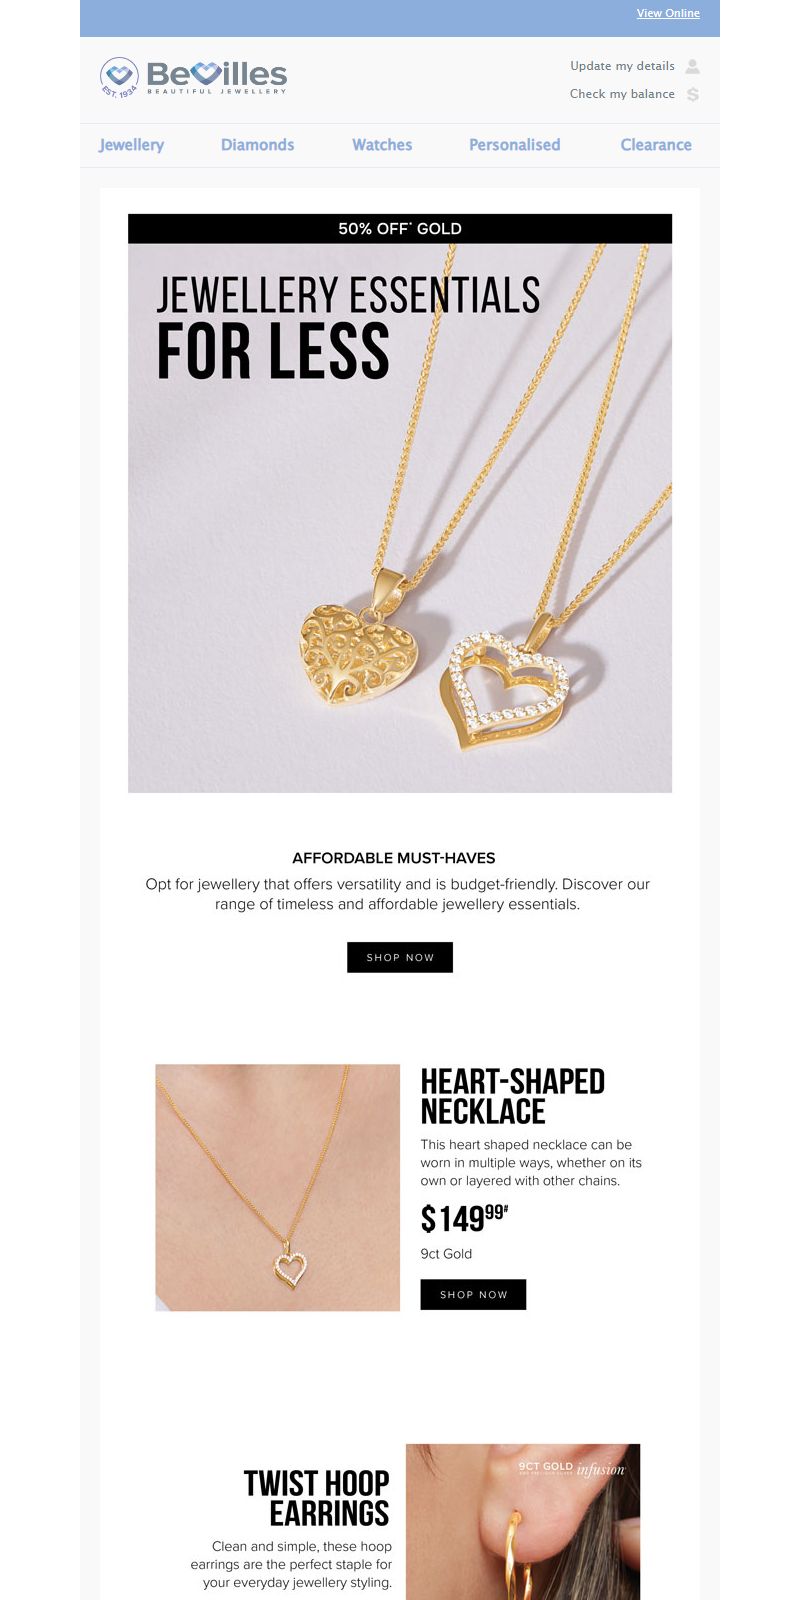 View Online
BeVilles
BEAUTIFUL JEWELLERY
EST. 1934
Update my details
Check my balance
$
Jewellery Diamonds Watches Personalised Clearance
50% OFF* GOLD
JEWELLERY ESSENTIALS
FOR LESS
AFFORDABLE MUST-HAVES
Opt for jewellery that offers versatility and is budget-friendly. Discover our
range of timeless and affordable jewellery essentials.
SHOP NOW
HEART-SHAPED
NECKLACE
This heart shaped necklace can be
worn in multiple ways, whether on its
own or layered with other chains.
$149 99#
9ct Gold
SHOP NOW
9CT GOLD infusion
AND PRECIOUS SILVER
TWIST HOOP
EARRINGS
Clean and simple, these hoop
earrings are the perfect staple for
your everyday jewellery styling.